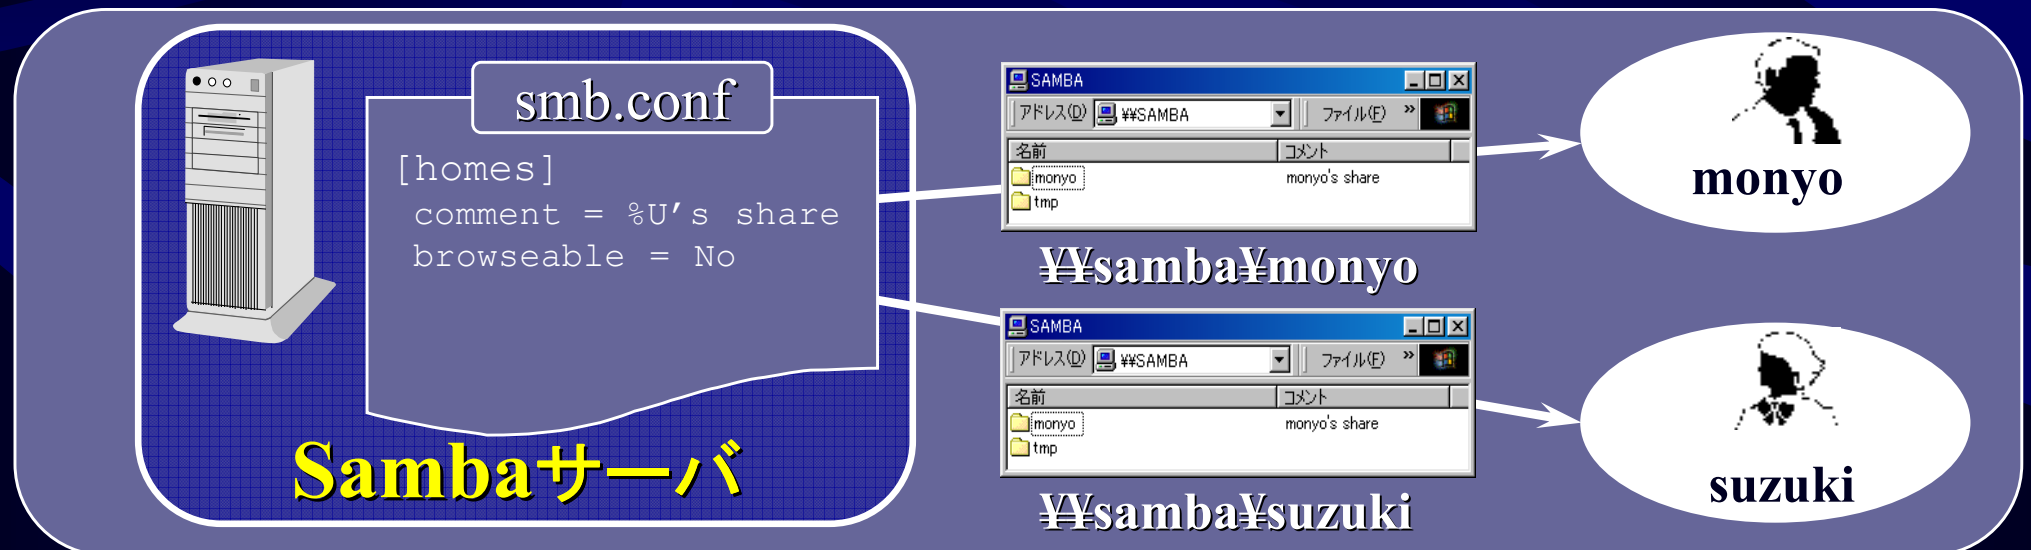 smb.conf
[homes]
comment = %U's share
browseable = No
Sambaサーバ
SAMBA
アドレス(D) ¥¥SAMBA ファイル(F) »
名前 コメント
monyo monyo's share
tmp
¥¥samba¥monyo
monyo
SAMBA
アドレス(D) ¥¥SAMBA ファイル(F) »
名前 コメント
monyo monyo's share
tmp
¥¥samba¥suzuki
suzuki